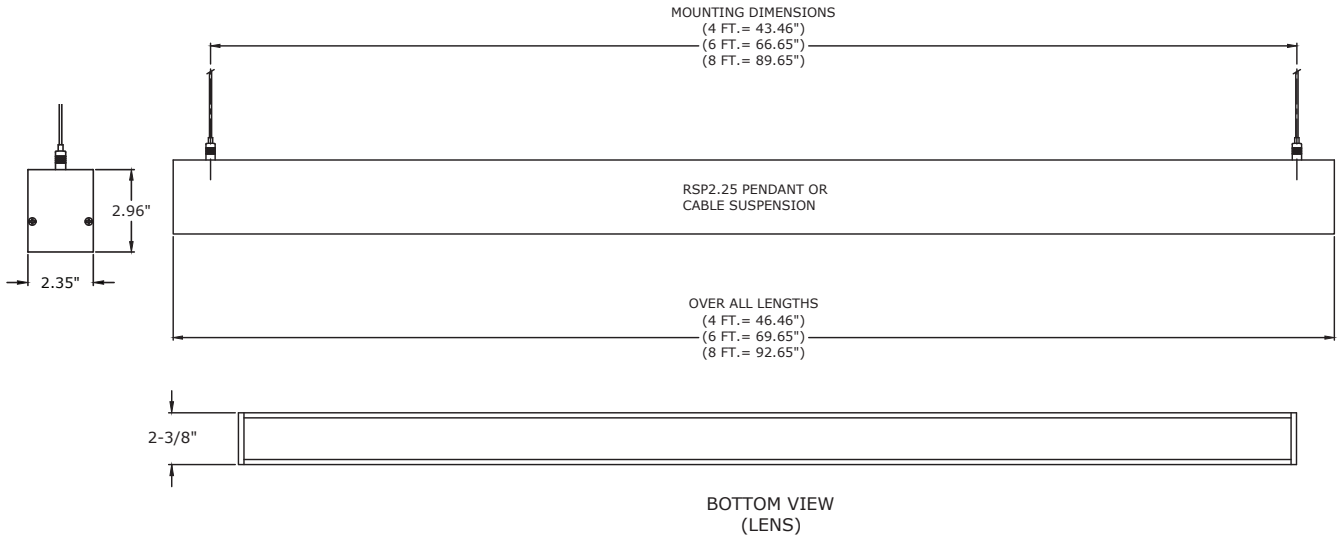 MOUNTING DIMENSIONS
(4 FT.= 43.46")
(6 FT.= 66.65")
(8 FT.= 89.65")
RSP2.25 PENDANT OR
CABLE SUSPENSION
2.96"
2.35"
OVER ALL LENGTHS
(4 FT.= 46.46")
(6 FT.= 69.65")
(8 FT.= 92.65")
2-3/8"
BOTTOM VIEW
(LENS)